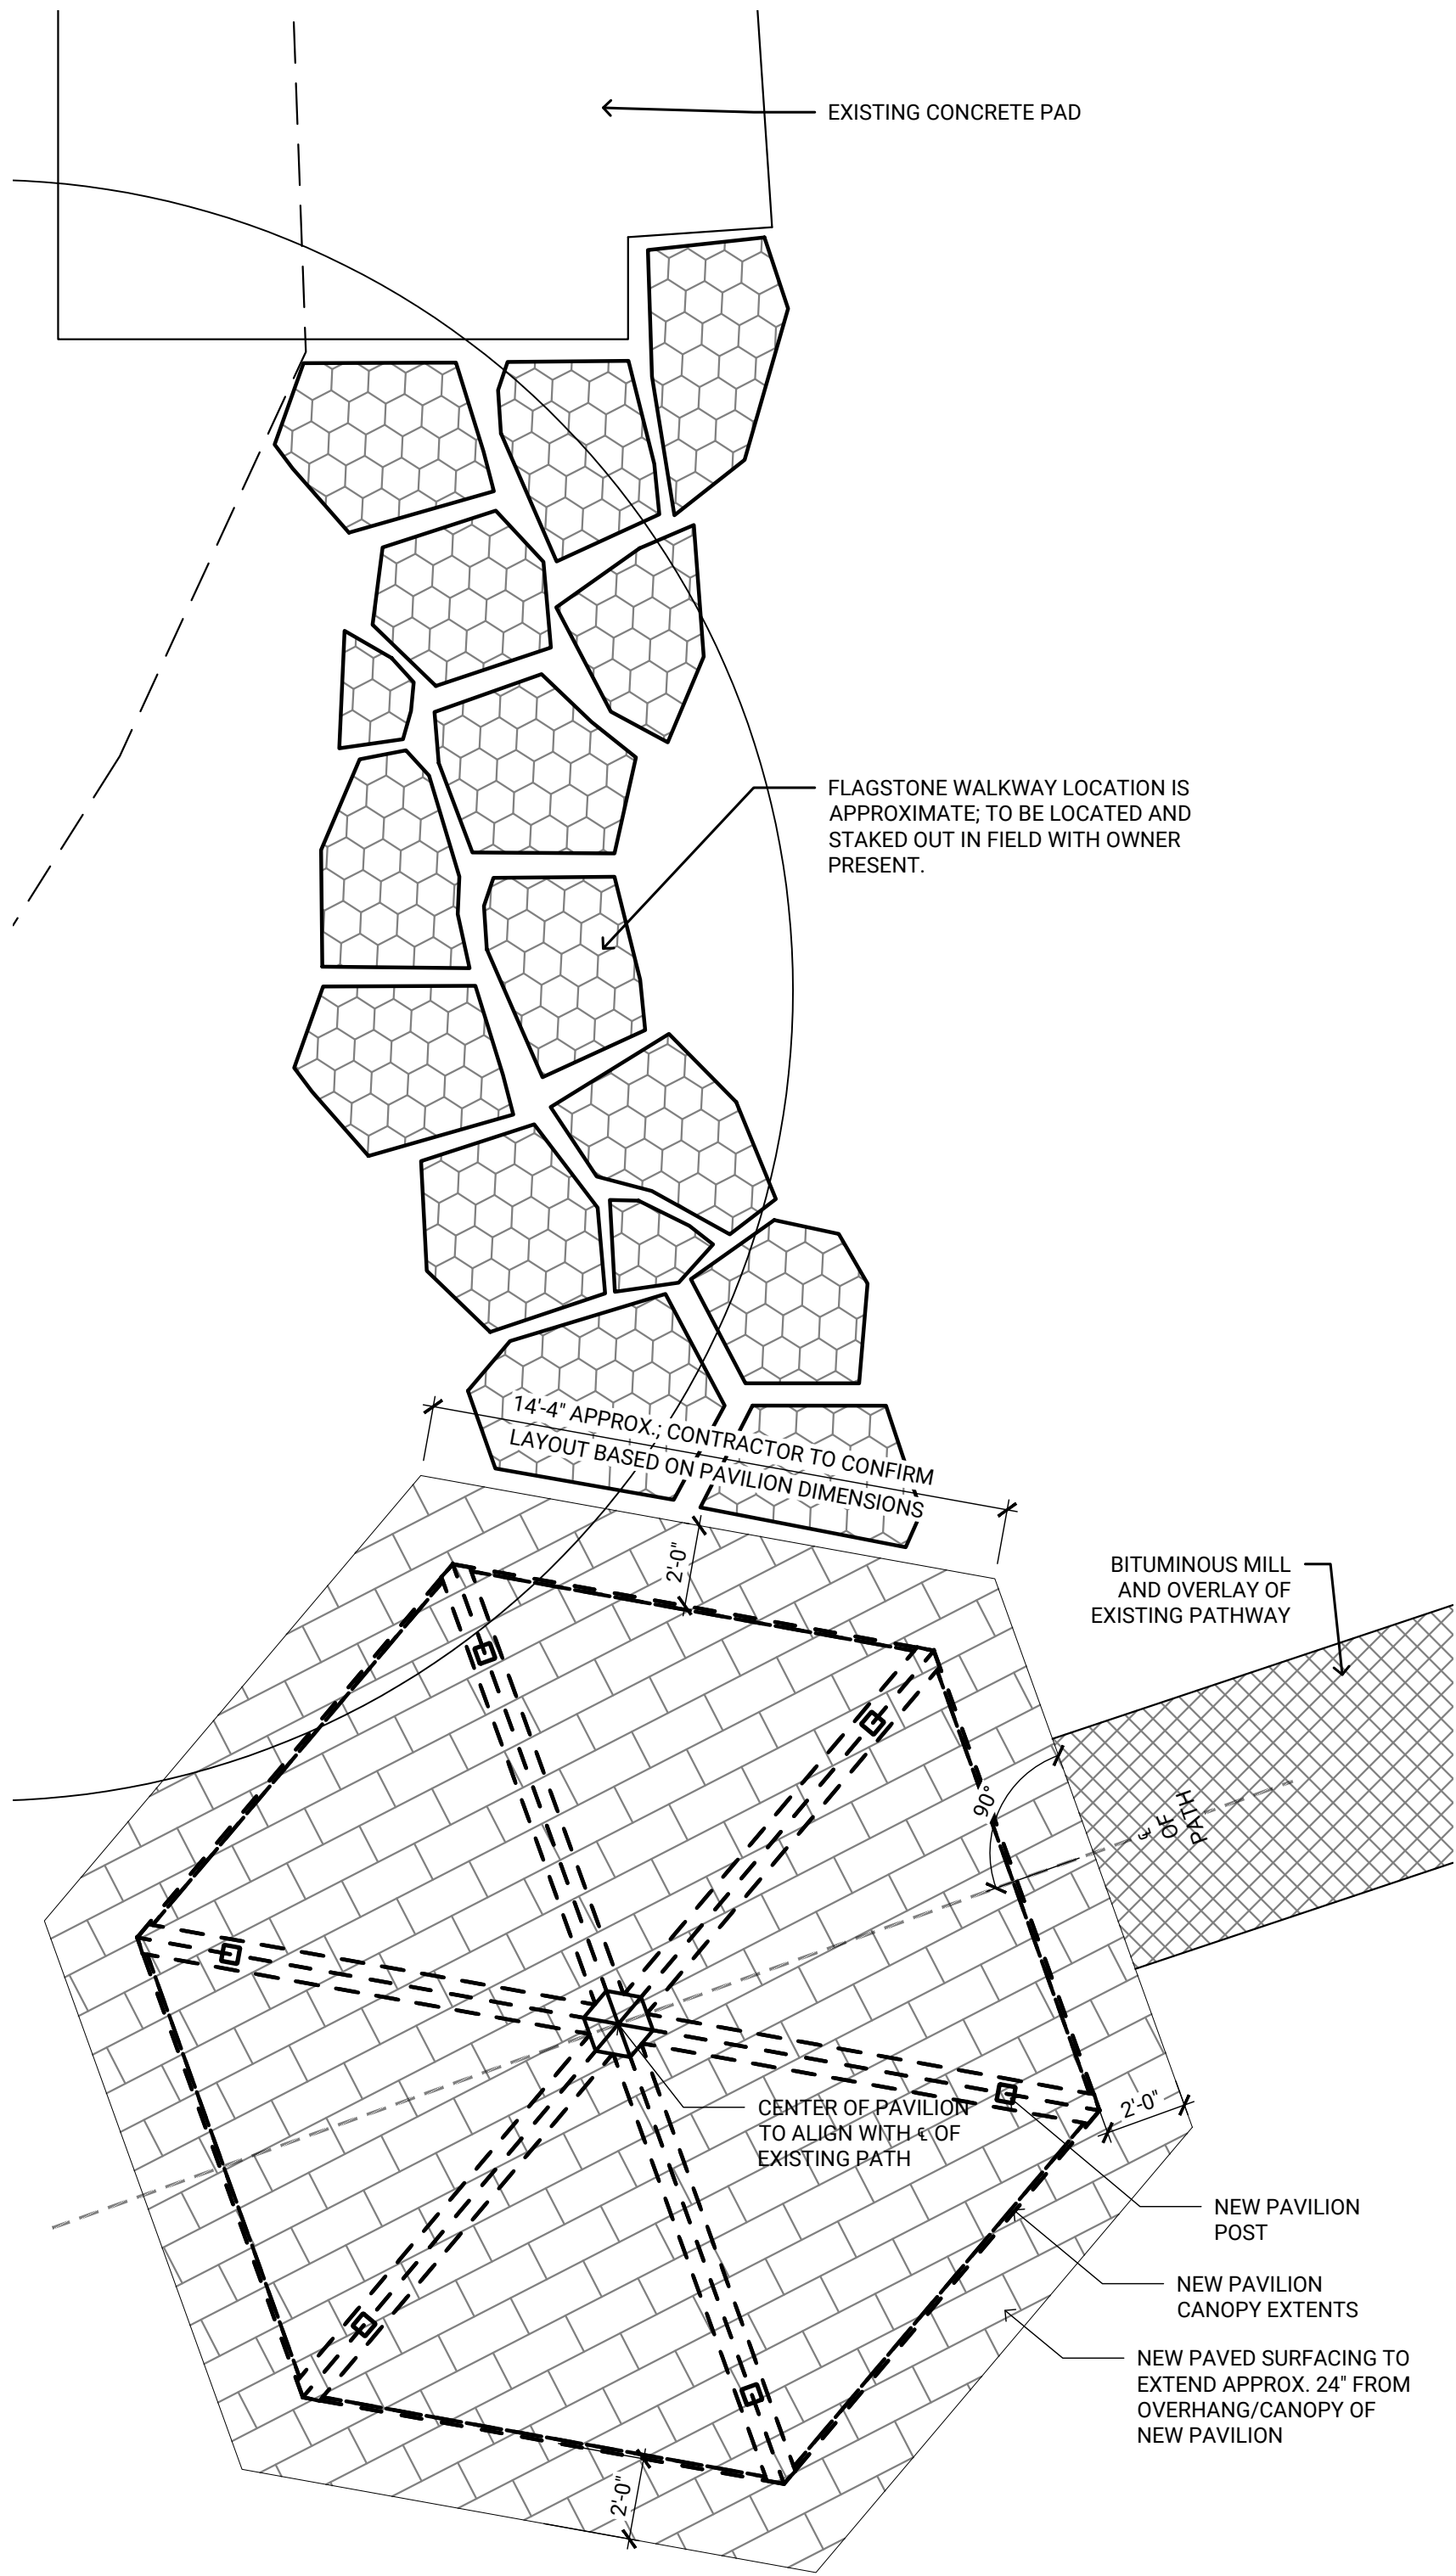 EXISTING CONCRETE PAD
FLAGSTONE WALKWAY LOCATION IS
APPROXIMATE; TO BE LOCATED AND
STAKED OUT IN FIELD WITH OWNER
PRESENT.
14'-4" APPROX.; CONTRACTOR TO CONFIRM
LAYOUT BASED ON PAVILION DIMENSIONS
2'-0"
BITUMINOUS MILL
AND OVERLAY OF
EXISTING PATHWAY
90°
℄
OF
PATH
CENTER OF PAVILION
TO ALIGN WITH ℄ OF
EXISTING PATH
2'-0"
NEW PAVILION
POST
NEW PAVILION
CANOPY EXTENTS
NEW PAVED SURFACING TO
EXTEND APPROX. 24" FROM
OVERHANG/CANOPY OF
NEW PAVILION
2'-0"